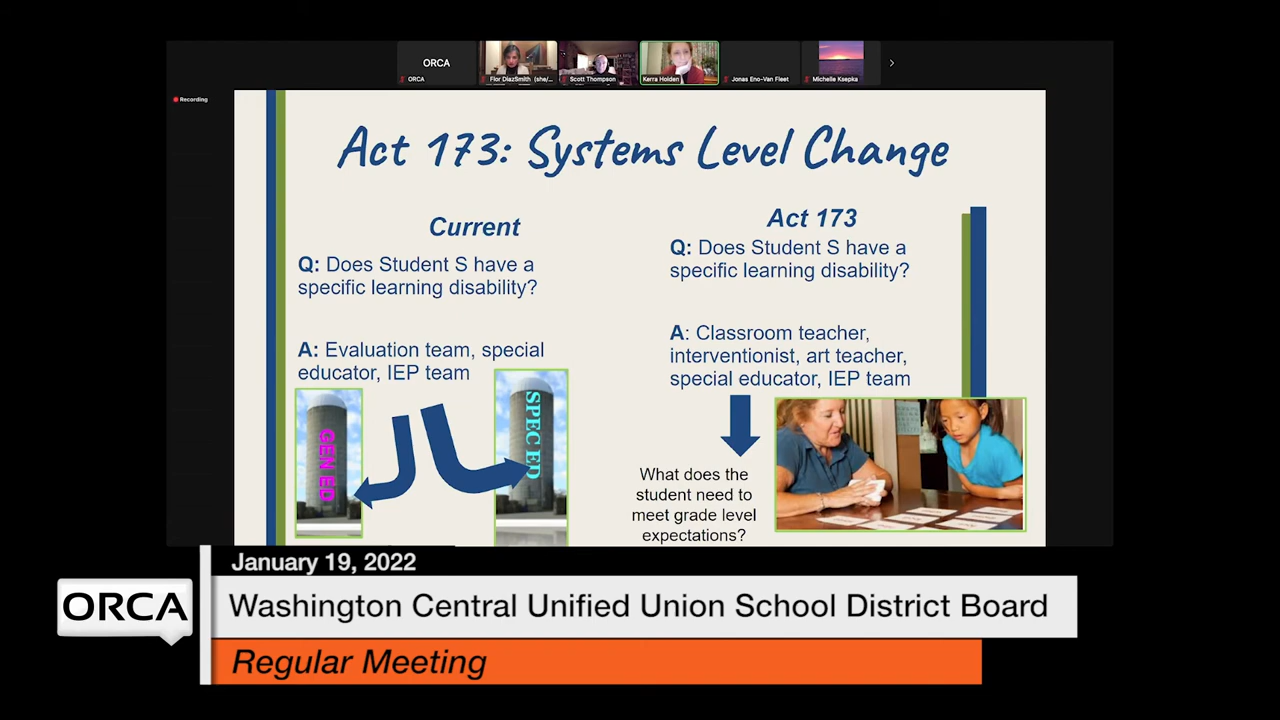 ORCA
ORCA
Flor DiazSmith (she/...
Scott Thompson
Kerra Holden
Jonas Eno-Van Fleet
Michelle Ksepka
Recording
Act 173: Systems Level Change
Current
Q: Does Student S have a
specific learning disability?
A: Evaluation team, special
educator, IEP team
GEN ED
SPEC ED
Act 173
Q: Does Student S have a
specific learning disability?
A: Classroom teacher,
interventionist, art teacher,
special educator, IEP team
What does the
student need to
meet grade level
expectations?
January 19, 2022
ORCA
Washington Central Unified Union School District Board
Regular Meeting